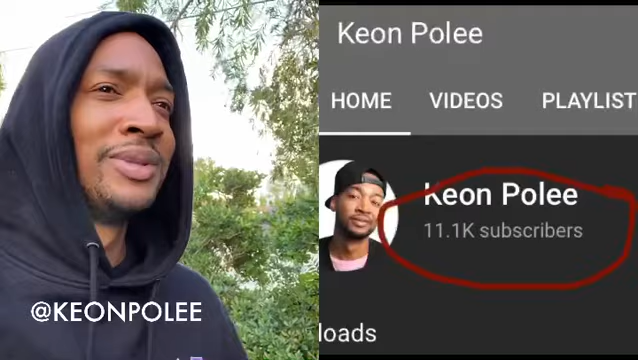 @KEONPOLEE
Keon Polee
HOME VIDEOS PLAYLIST
Keon Polee
11.1K subscribers
loads